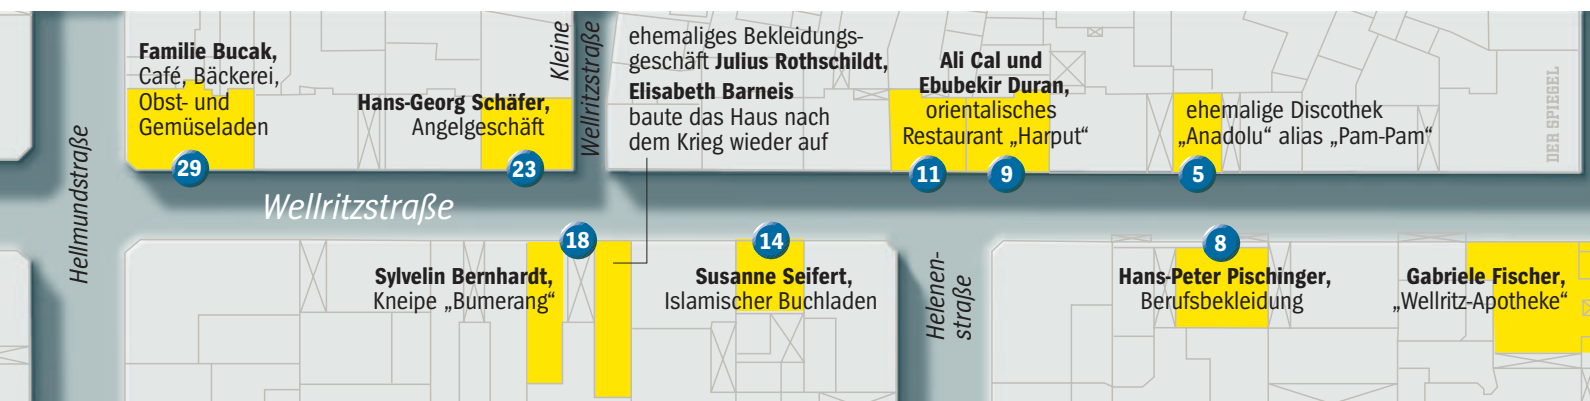 Familie Bucak,
Café, Bäckerei,
Obst- und
Gemüseladen
29
Hans-Georg Schäfer,
Angelgeschäft
23
Kleine
Wellritzstraße
ehemaliges Bekleidungs-
geschäft Julius Rothschildt,
Elisabeth Barneis
baute das Haus nach
dem Krieg wieder auf
Ali Cal und
Ebubekir Duran,
orientalisches
Restaurant „Harput“
11
9
ehemalige Discothek
„Anadolu“ alias „Pam-Pam“
5
DER SPIEGEL
Hellmundstraße
Wellritzstraße
18
Sylvelin Bernhardt,
Kneipe „Bumerang“
14
Susanne Seifert,
Islamischer Buchladen
Helenen-
straße
8
Hans-Peter Pischinger,
Berufsbekleidung
Gabriele Fischer,
„Wellritz-Apotheke“